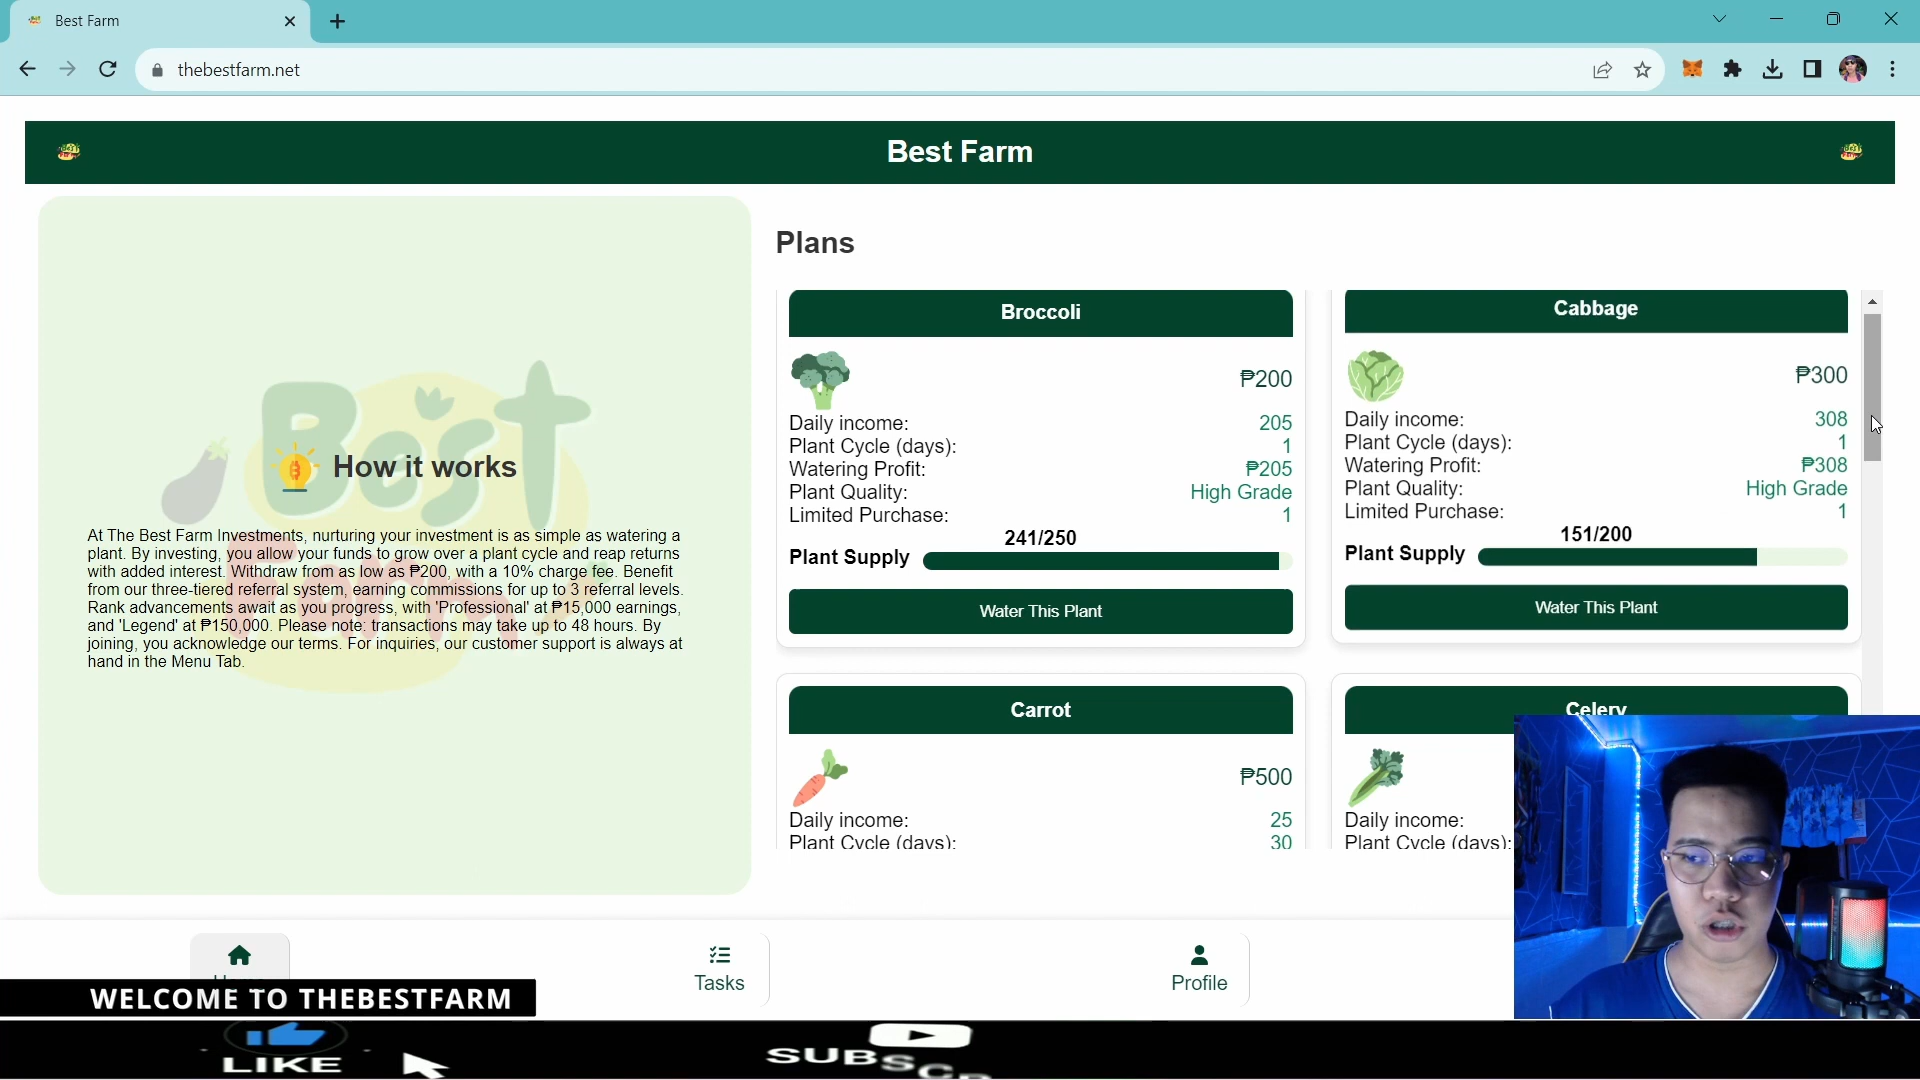 Best Farm
thebestfarm.net
Best Farm
Plans
Broccoli
₱200
Daily income: 205
Plant Cycle (days): 1
Watering Profit: ₱205
Plant Quality: High Grade
Limited Purchase: 1
241/250
Plant Supply
Water This Plant
Cabbage
₱300
Daily income: 308
Plant Cycle (days): 1
Watering Profit: ₱308
Plant Quality: High Grade
Limited Purchase: 1
151/200
Plant Supply
Water This Plant
Carrot
₱500
Daily income: 25
Plant Cycle (days): 30
Celery
Daily income:
Plant Cycle (days):
Best
Farm
How it works
At The Best Farm Investments, nurturing your investment is as simple as watering a
plant. By investing, you allow your funds to grow over a plant cycle and reap returns
with added interest. Withdraw from as low as ₱200, with a 10% charge fee. Benefit
from our three-tiered referral system, earning commissions for up to 3 referral levels.
Rank advancements await as you progress, with 'Professional' at ₱15,000 earnings,
and 'Legend' at ₱150,000. Please note: transactions may take up to 48 hours. By
joining, you acknowledge our terms. For inquiries, our customer support is always at
hand in the Menu Tab.
Tasks
Profile
WELCOME TO THEBESTFARM
LIKE
SUBSCR